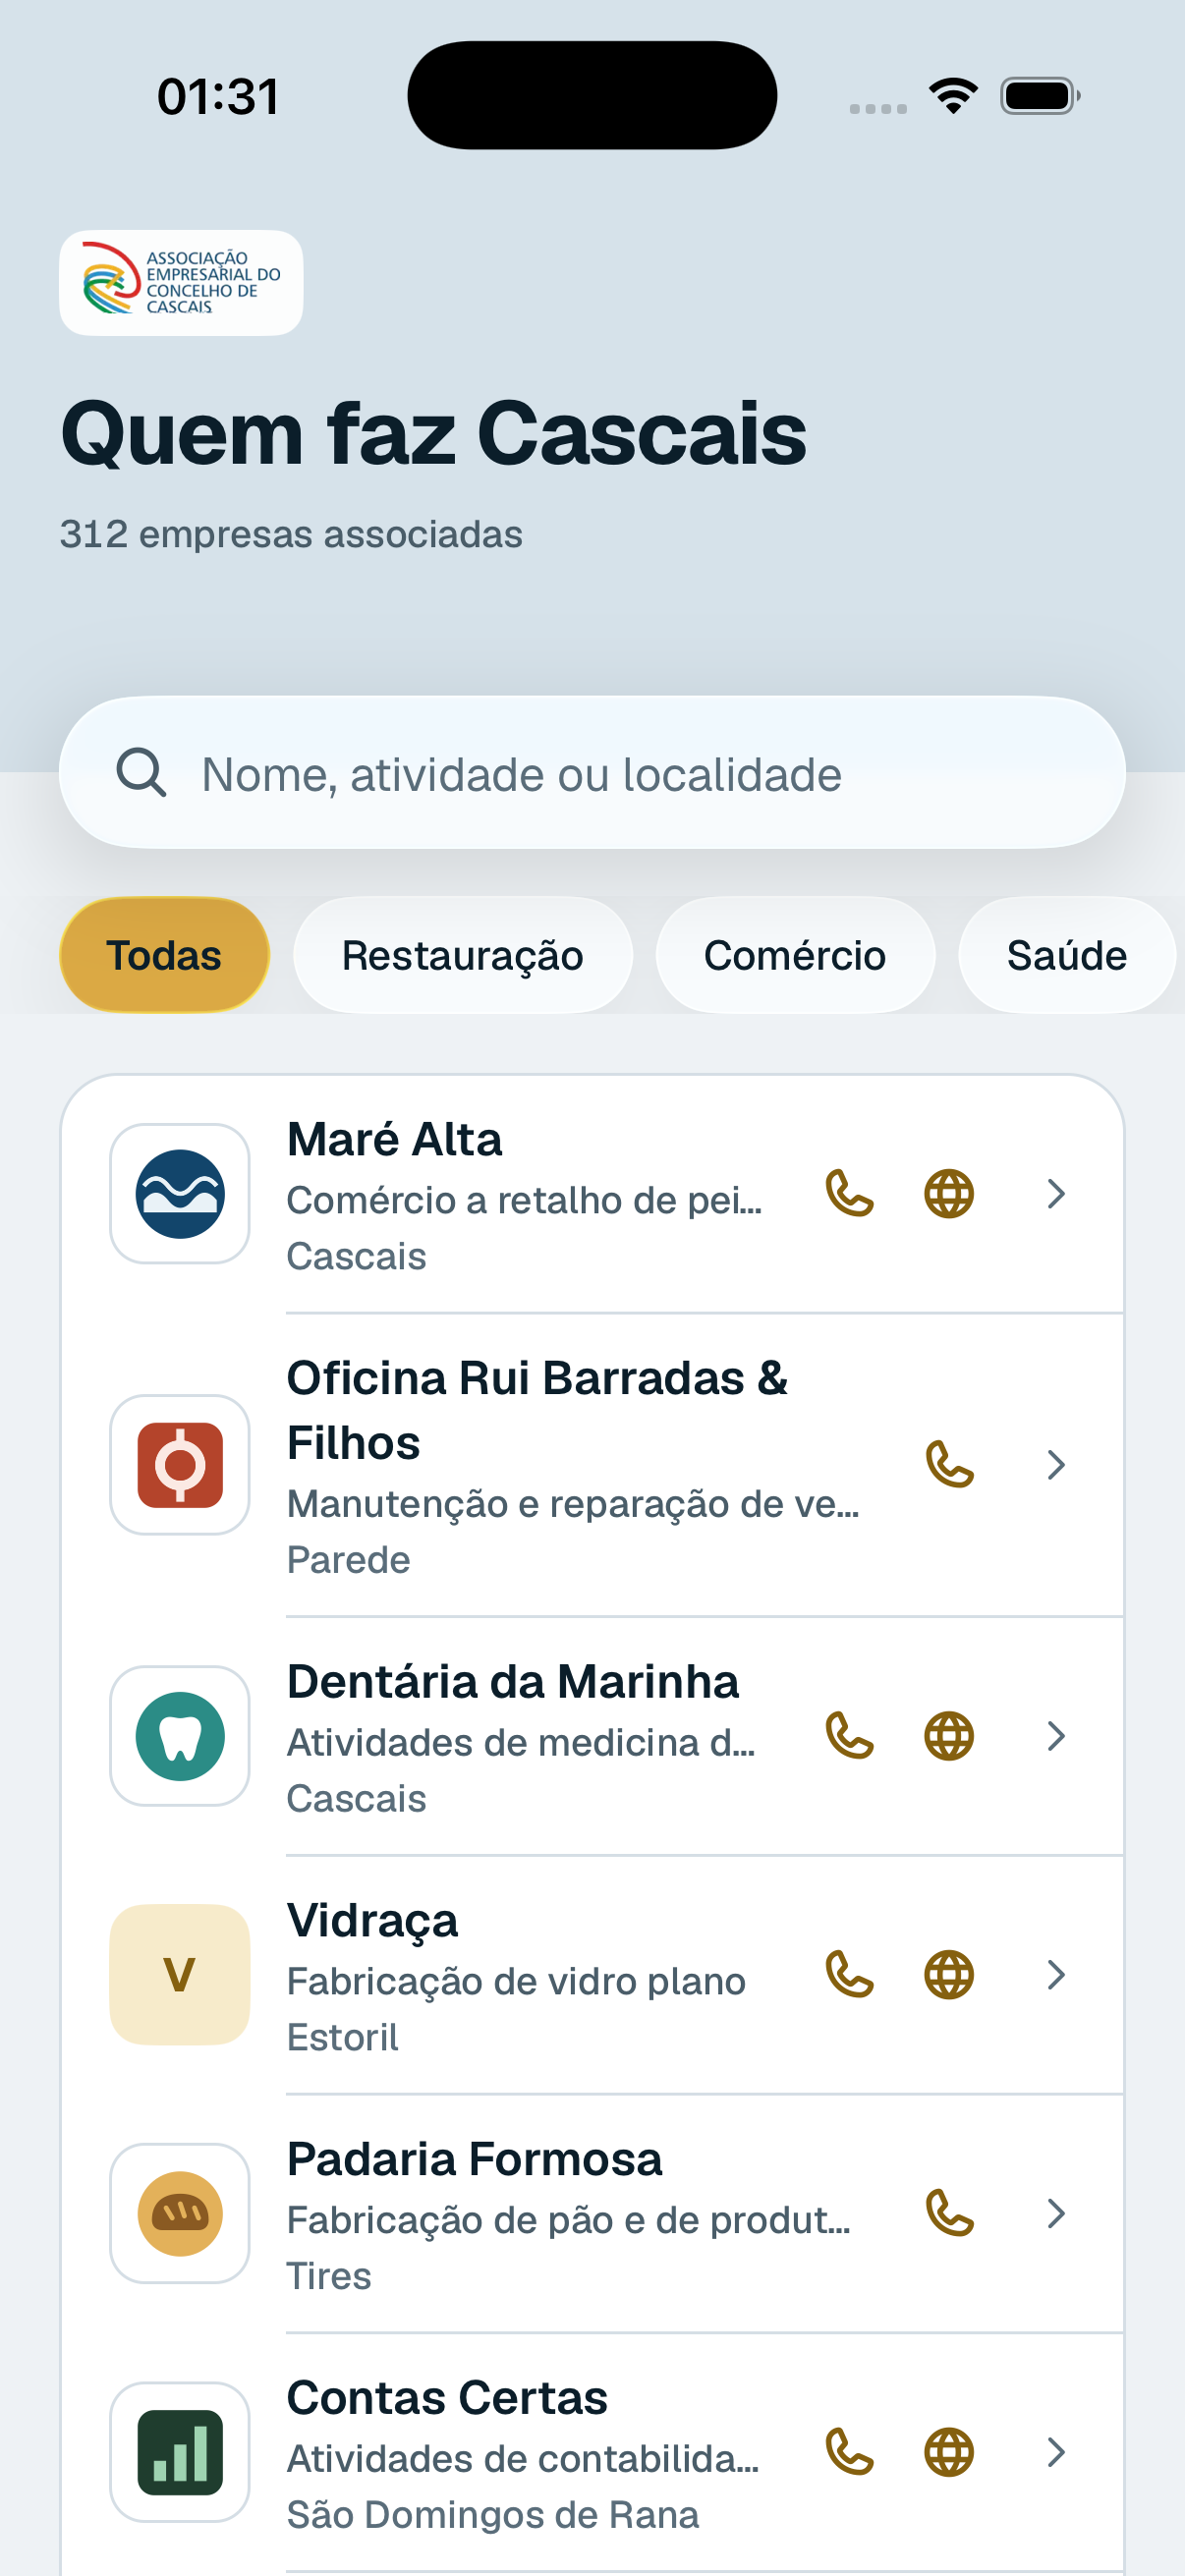 01:31
ASSOCIAÇÃO
EMPRESARIAL DO
CONCELHO DE
CASCAIS
Quem faz Cascais
312 empresas associadas
Nome, atividade ou localidade
Todas
Restauração
Comércio
Saúde
Maré Alta
Comércio a retalho de pei...
Cascais
Oficina Rui Barradas &
Filhos
Manutenção e reparação de ve...
Parede
Dentária da Marinha
Atividades de medicina d...
Cascais
V
Vidraça
Fabricação de vidro plano
Estoril
Padaria Formosa
Fabricação de pão e de produt...
Tires
Contas Certas
Atividades de contabilida...
São Domingos de Rana